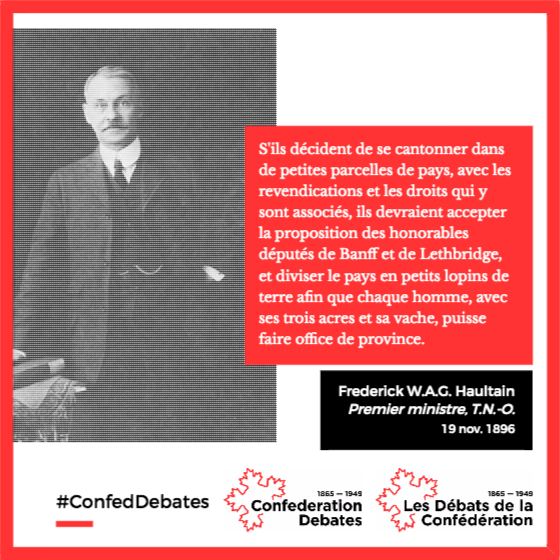 S'ils décident de se cantonner dans
de petites parcelles de pays, avec les
revendications et les droits qui y
sont associés, ils devraient accepter
la proposition des honorables
députés de Banff et de Lethbridge,
et diviser le pays en petits lopins de
terre afin que chaque homme, avec
ses trois acres et sa vache, puisse
faire office de province.
Frederick W.A.G. Haultain
Premier ministre, T.N.-O.
19 nov. 1896
#ConfedDebates
1865 — 1949
Confederation
Debates
1865 — 1949
Les Débats de la
Confédération